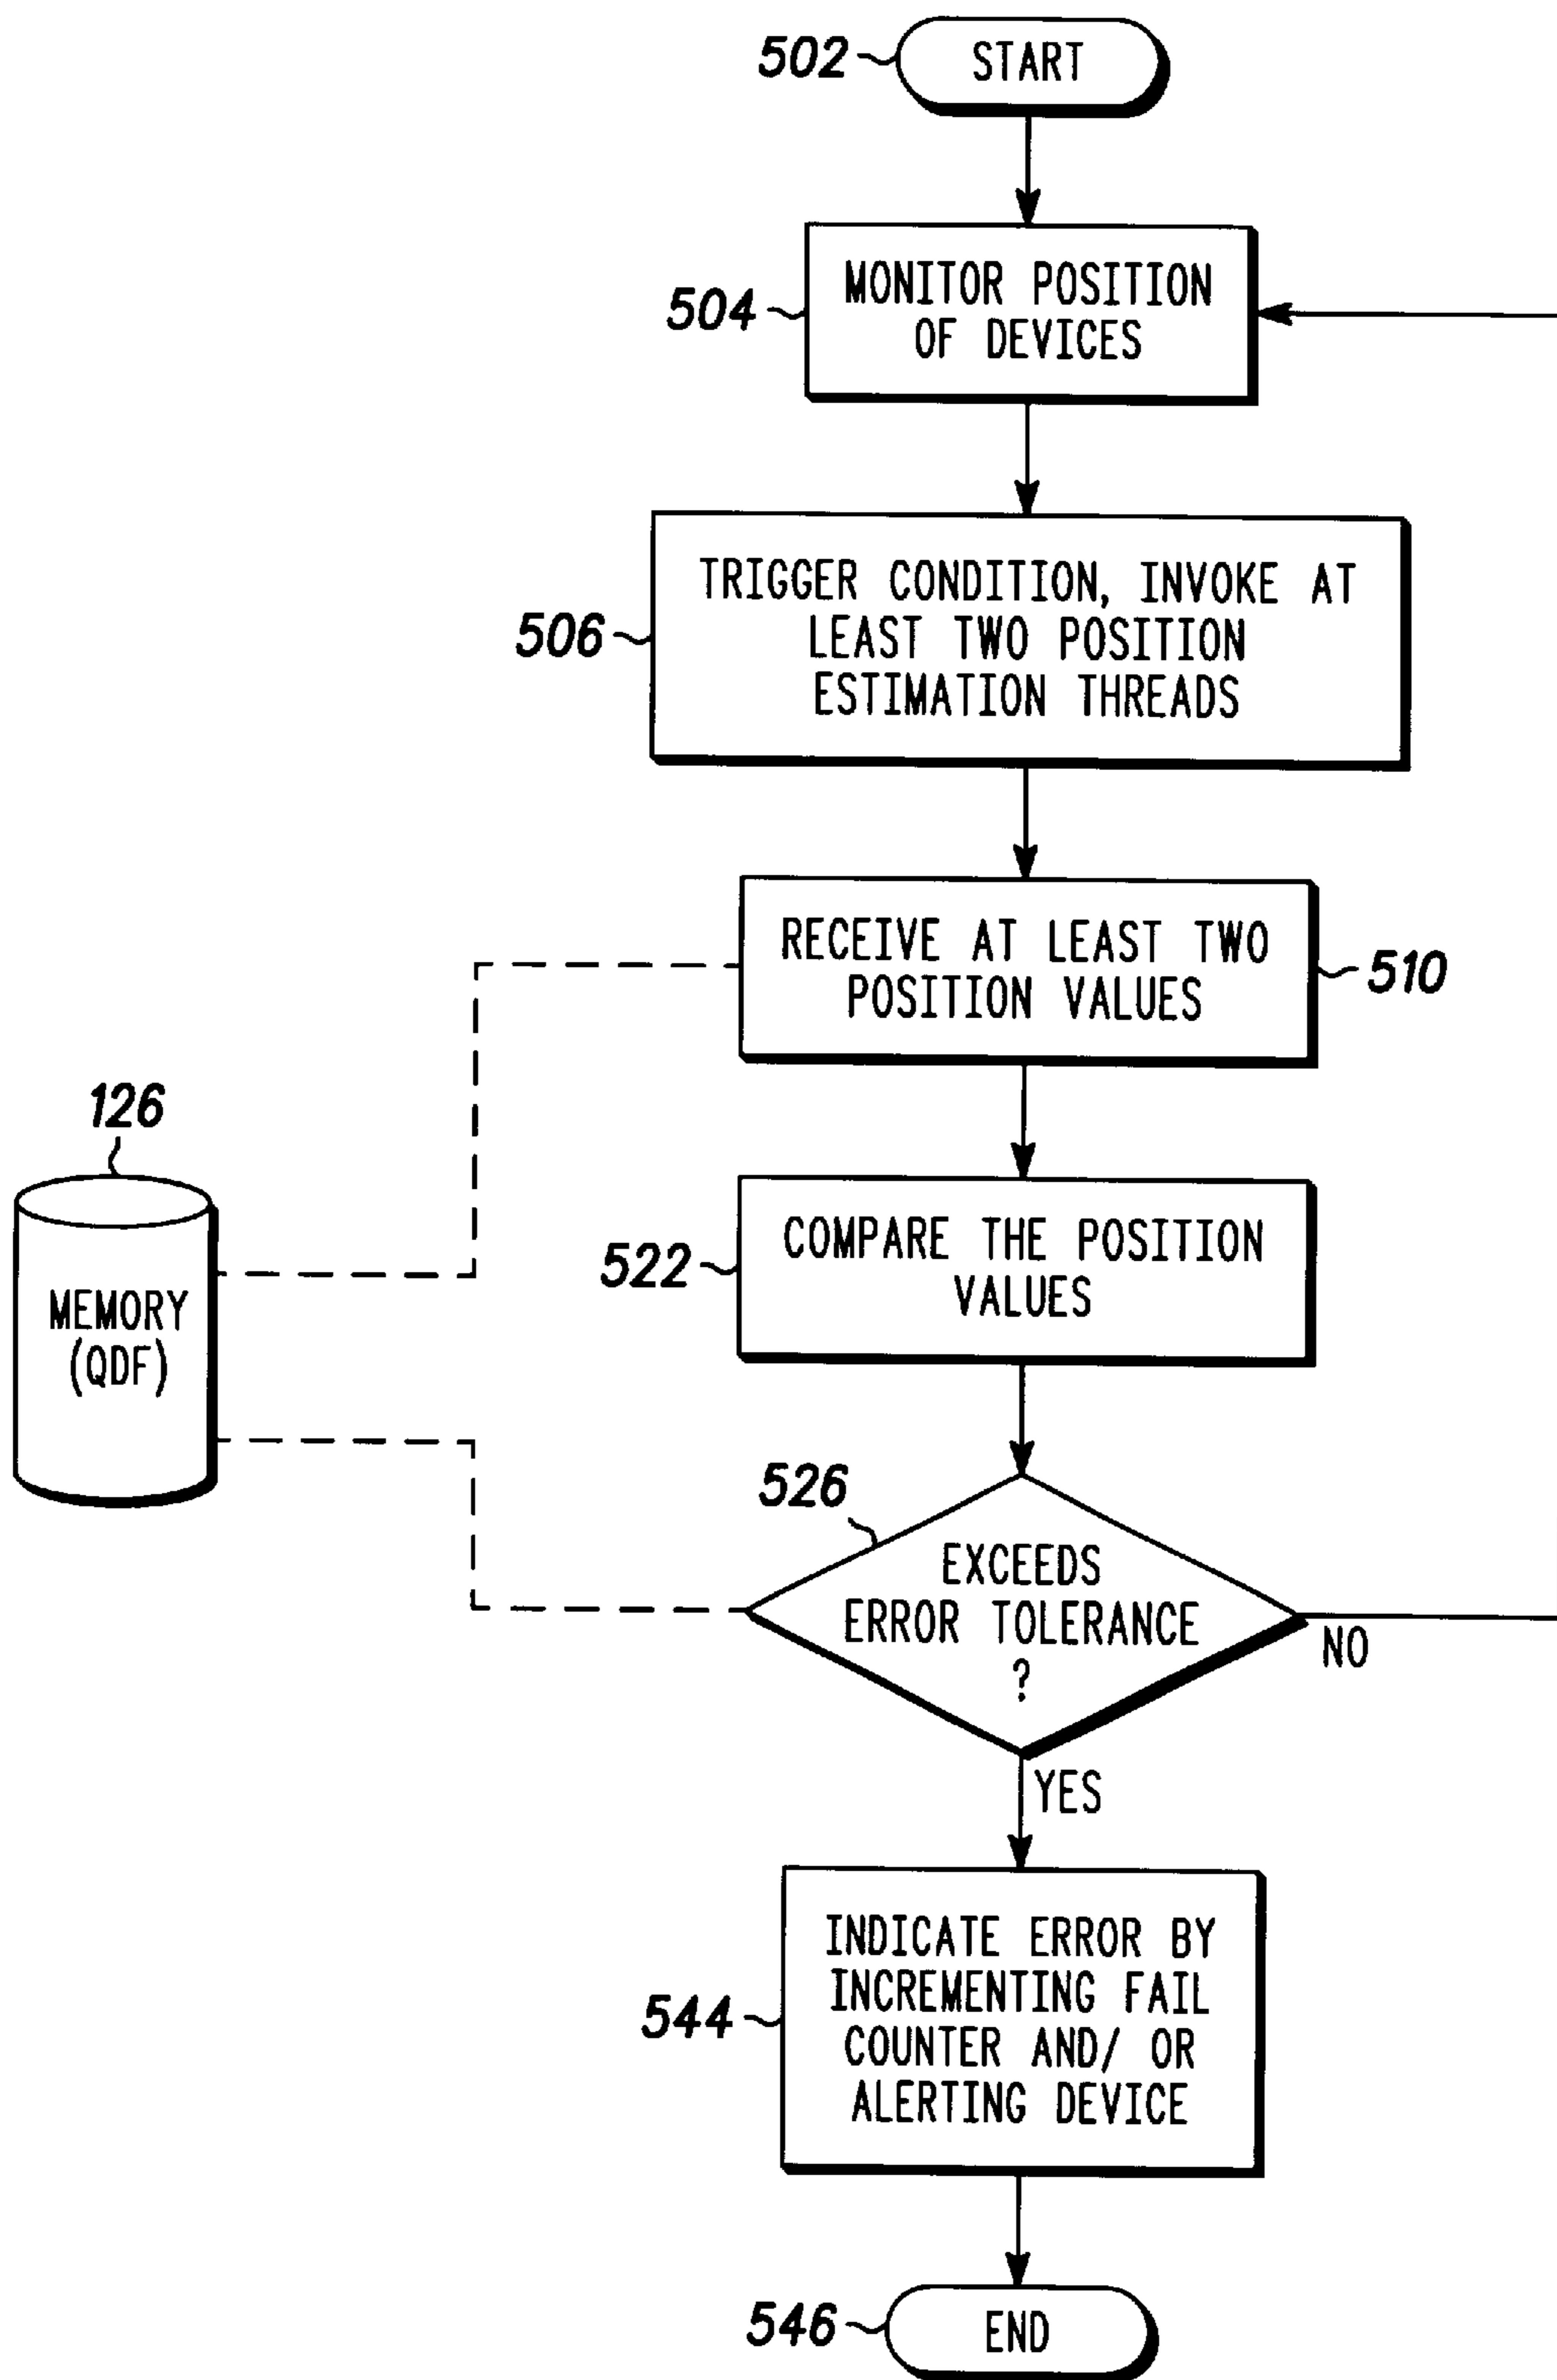 502
START
504
MONITOR POSITION
OF DEVICES
506
TRIGGER CONDITION, INVOKE AT
LEAST TWO POSITION
ESTIMATION THREADS
RECEIVE AT LEAST TWO
POSITION VALUES
510
126
MEMORY
(QDF)
522
COMPARE THE POSITION
VALUES
526
EXCEEDS
ERROR TOLERANCE
?
NO
YES
544
INDICATE ERROR BY
INCREMENTING FAIL
COUNTER AND/ OR
ALERTING DEVICE
546
END